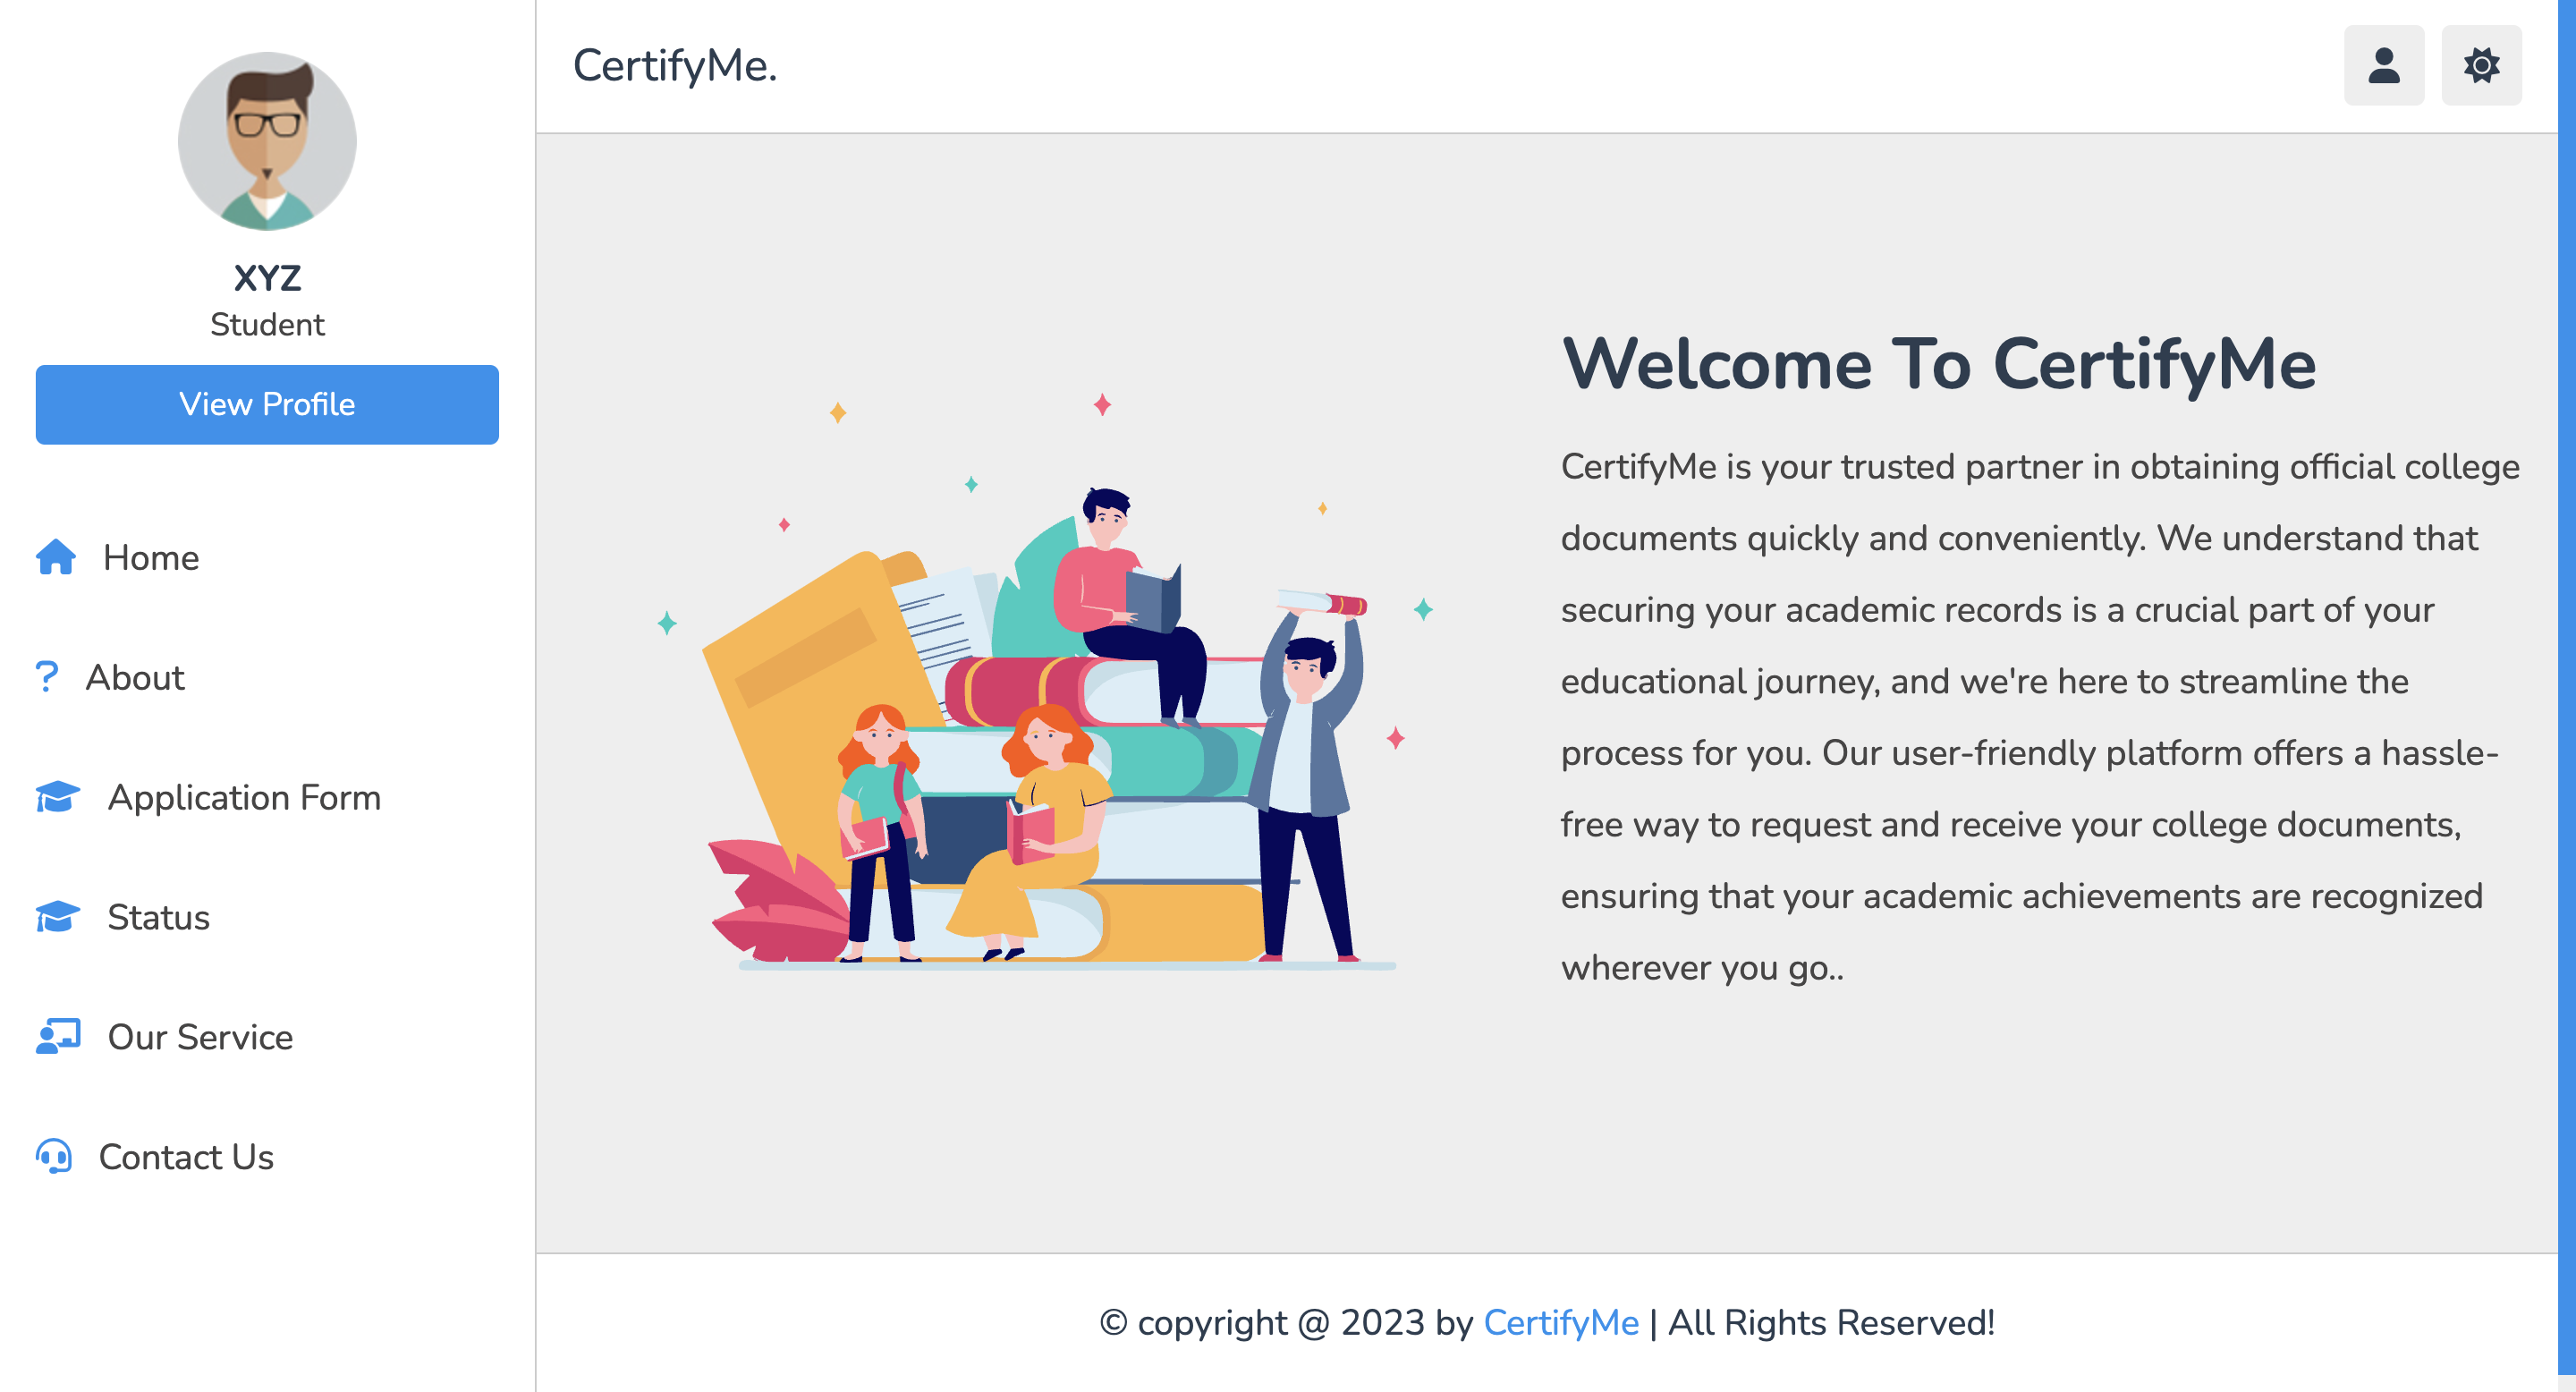 XYZ
Student
View Profile
Home
About
Application Form
Status
Our Service
Contact Us
CertifyMe.
Welcome To CertifyMe
CertifyMe is your trusted partner in obtaining official college
documents quickly and conveniently. We understand that
securing your academic records is a crucial part of your
educational journey, and we're here to streamline the
process for you. Our user-friendly platform offers a hassle-
free way to request and receive your college documents,
ensuring that your academic achievements are recognized
wherever you go..
© copyright @ 2023 by CertifyMe | All Rights Reserved!